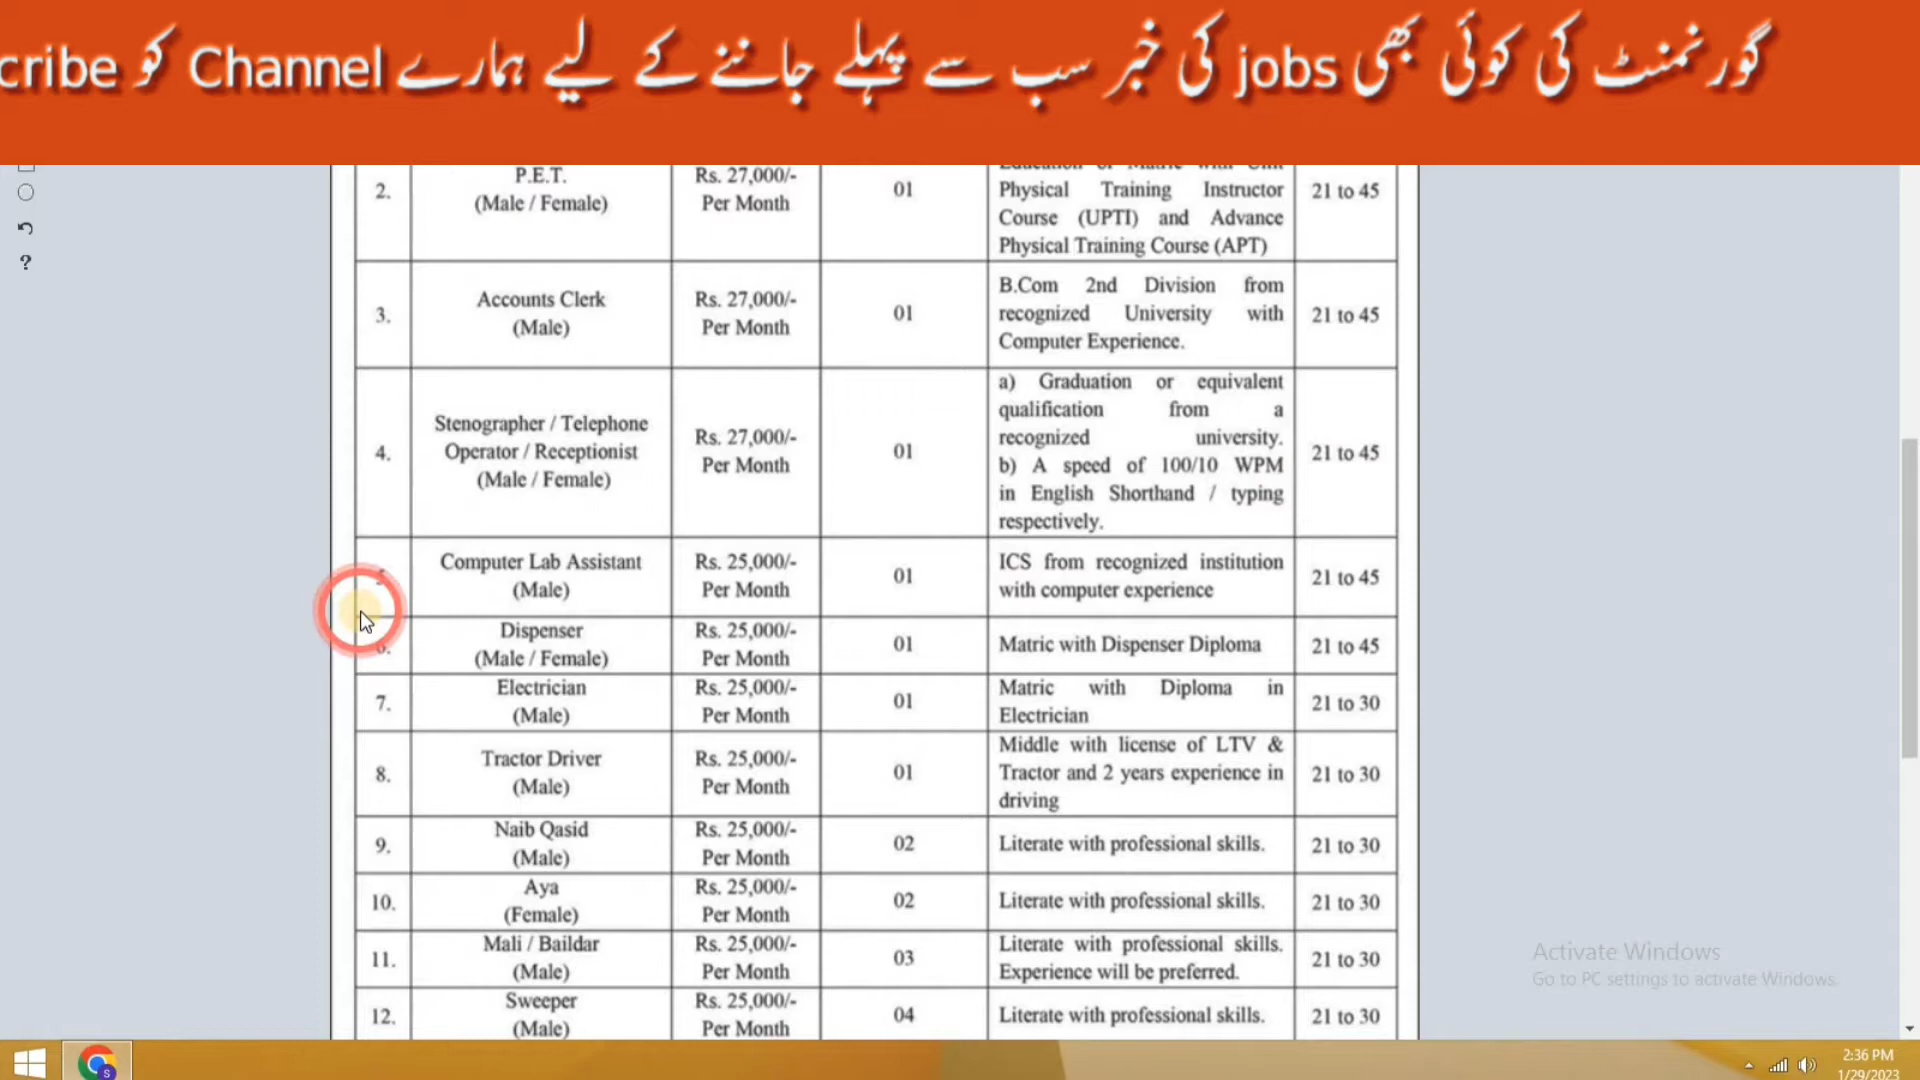 گورنمنٹ کی کوئی بھی jobs کی خبر سب سے پہلے جاننے کے لیے ہمارے Channel کو cribe
2. P.E.T. (Male / Female) Rs. 27,000/- Per Month 01 Physical Training Instructor Course (UPTI) and Advance Physical Training Course (APT) 21 to 45
3. Accounts Clerk (Male) Rs. 27,000/- Per Month 01 B.Com 2nd Division from recognized University with Computer Experience. 21 to 45
4. Stenographer / Telephone Operator / Receptionist (Male / Female) Rs. 27,000/- Per Month 01 a) Graduation or equivalent qualification from a recognized university. b) A speed of 100/10 WPM in English Shorthand / typing respectively. 21 to 45
Computer Lab Assistant (Male) Rs. 25,000/- Per Month 01 ICS from recognized institution with computer experience 21 to 45
Dispenser (Male / Female) Rs. 25,000/- Per Month 01 Matric with Dispenser Diploma 21 to 45
7. Electrician (Male) Rs. 25,000/- Per Month 01 Matric with Diploma in Electrician 21 to 30
8. Tractor Driver (Male) Rs. 25,000/- Per Month 01 Middle with license of LTV & Tractor and 2 years experience in driving 21 to 30
9. Naib Qasid (Male) Rs. 25,000/- Per Month 02 Literate with professional skills. 21 to 30
10. Aya (Female) Rs. 25,000/- Per Month 02 Literate with professional skills. 21 to 30
11. Mali / Baildar (Male) Rs. 25,000/- Per Month 03 Literate with professional skills. Experience will be preferred. 21 to 30
12. Sweeper (Male) Rs. 25,000/- Per Month 04 Literate with professional skills. 21 to 30
Activate Windows
Go to PC settings to activate Windows.
2:36 PM
1/29/2023